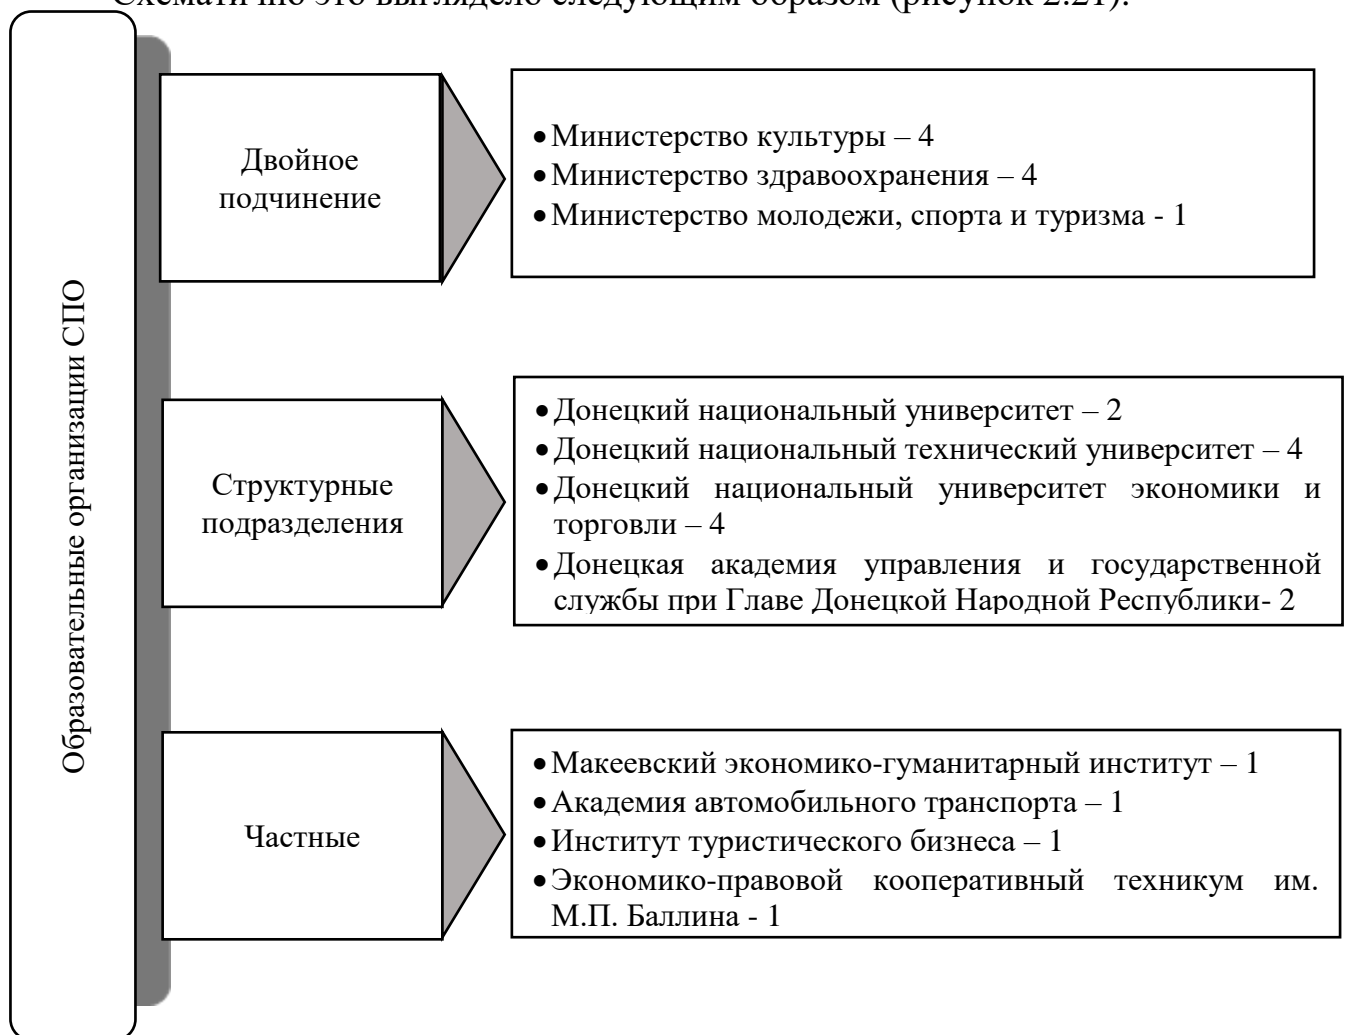 Схематично это выглядело следующим образом (рисунок 2.21).
Образовательные организации СПО
Двойное
подчинение
•Министерство культуры – 4
•Министерство здравоохранения – 4
•Министерство молодежи, спорта и туризма - 1
Структурные
подразделения
•Донецкий национальный университет – 2
•Донецкий национальный технический университет – 4
•Донецкий национальный университет экономики и
торговли – 4
•Донецкая академия управления и государственной
службы при Главе Донецкой Народной Республики- 2
Частные
•Макеевский экономико-гуманитарный институт – 1
•Академия автомобильного транспорта – 1
•Институт туристического бизнеса – 1
•Экономико-правовой кооперативный техникум им.
М.П. Баллина - 1